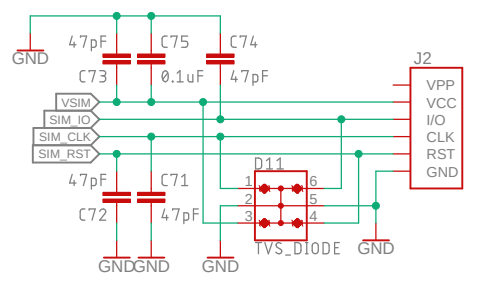 47pF C75 C74
GND
C73 0.1uF 47pF
J2
VPP
VSIM VCC
SIM_IO I/O
SIM_CLK CLK
SIM_RST RST
GND
D11
47pF C71 1 6
2 5
C72 47pF 3 4
TVS_DIODE
GND GND GND GND